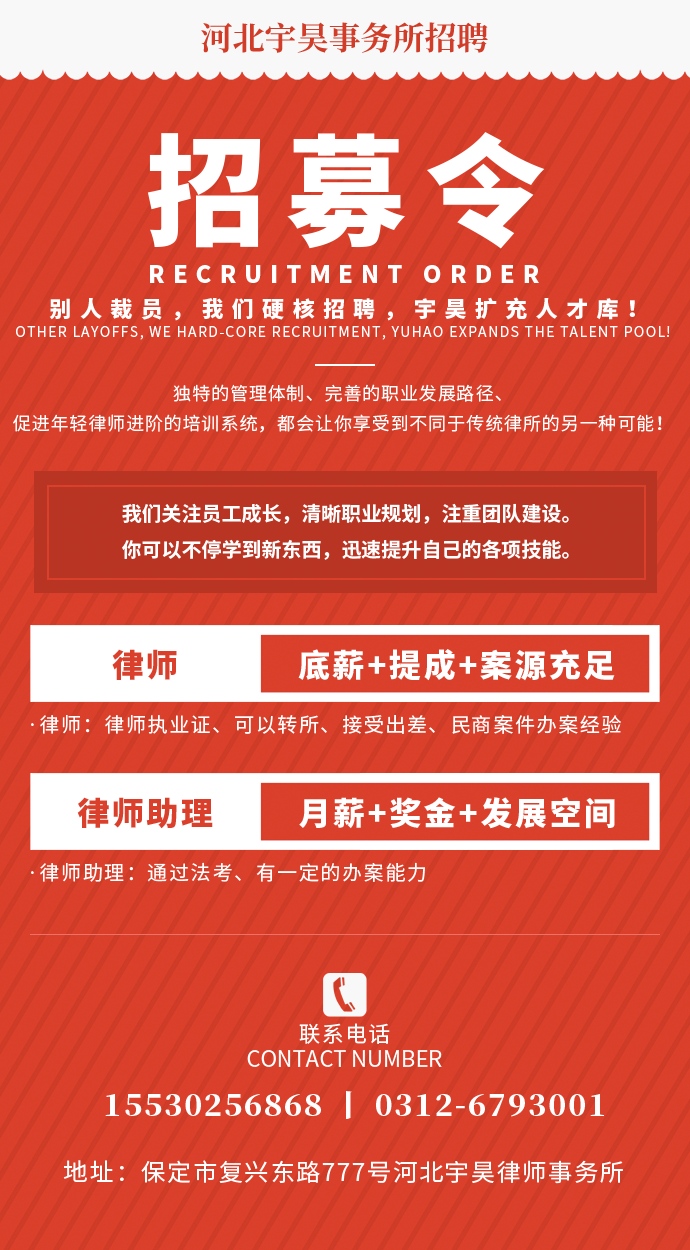 河北宇昊事务所招聘
招募令
RECRUITMENT ORDER
别人裁员，我们硬核招聘，宇昊扩充人才库！
OTHER LAYOFFS, WE HARD-CORE RECRUITMENT, YUHAO EXPANDS THE TALENT POOL!
独特的管理体制、完善的职业发展路径、
促进年轻律师进阶的培训系统，都会让你享受到不同于传统律所的另一种可能！
我们关注员工成长，清晰职业规划，注重团队建设。
你可以不停学到新东西，迅速提升自己的各项技能。
律师 底薪+提成+案源充足
·律师：律师执业证、可以转所、接受出差、民商案件办案经验
律师助理 月薪+奖金+发展空间
·律师助理：通过法考、有一定的办案能力
联系电话
CONTACT NUMBER
15530256868 丨 0312-6793001
地址：保定市复兴东路777号河北宇昊律师事务所